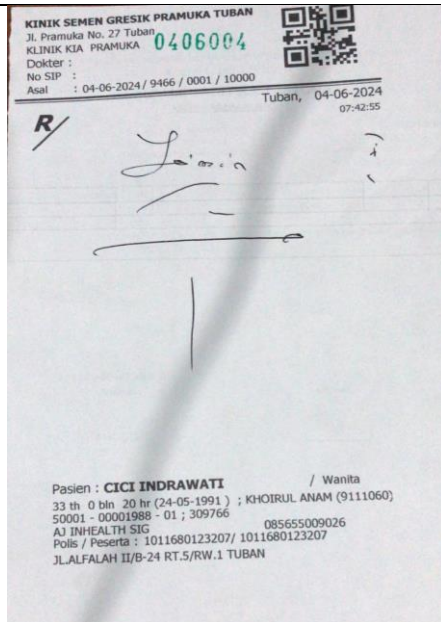 KINIK SEMEN GRESIK PRAMUKA TUBAN
Jl. Pramuka No. 27 Tuban
KLINIK KIA PRAMUKA 0406004
Dokter :
No SIP :
Asal : 04-06-2024 / 9466 / 0001 / 10000
Tuban, 04-06-2024
07:42:55
R/
Pasien : CICI INDRAWATI / Wanita
33 th 0 bln 20 hr (24-05-1991 ) ; KHOIRUL ANAM (9111060)
50001 - 00001988 - 01 ; 309766
AJ INHEALTH SIG 085655009026
Polis / Peserta : 1011680123207/ 1011680123207
JL.ALFALAH II/B-24 RT.5/RW.1 TUBAN